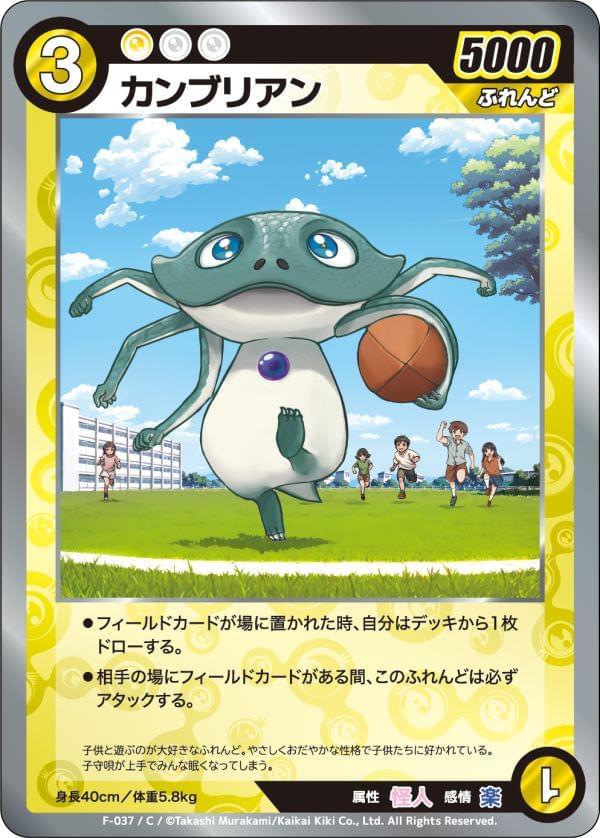 3
カンブリアン
5000
ふれんど
●フィールドカードが場に置かれた時、自分はデッキから1枚
ドローする。
●相手の場にフィールドカードがある間、このふれんどは必ず
アタックする。
子供と遊ぶのが大好きなふれんど。やさしくおだやかな性格で子供たちに好かれている。
子守唄が上手でみんな眠くなってしまう。
身長40cm／体重5.8kg
属性 怪人 感情 楽
1
F-037 / C / ©Takashi Murakami/Kaikai Kiki Co., Ltd. All Rights Reserved.